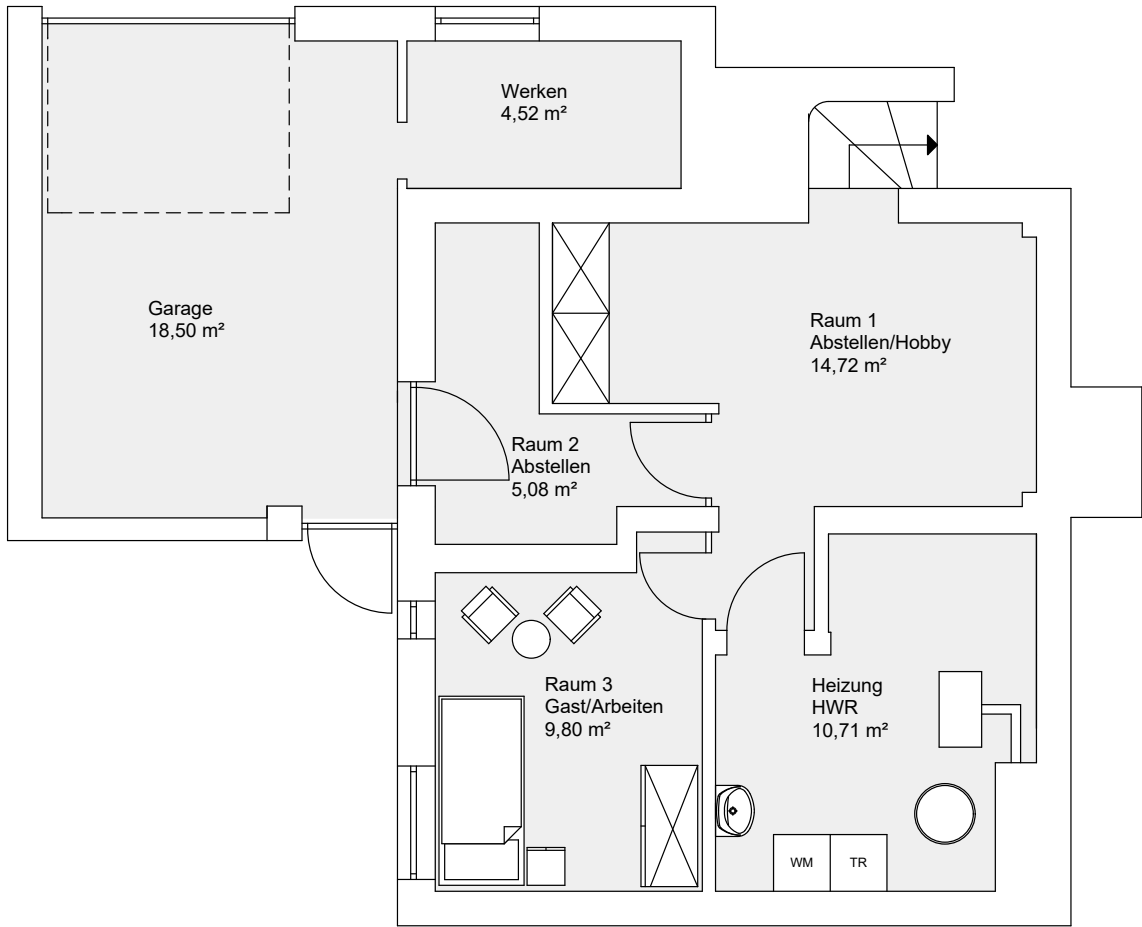 Werken
4,52 m²
Garage
18,50 m²
Raum 1
Abstellen/Hobby
14,72 m²
Raum 2
Abstellen
5,08 m²
Raum 3
Gast/Arbeiten
9,80 m²
Heizung
HWR
10,71 m²
WM
TR